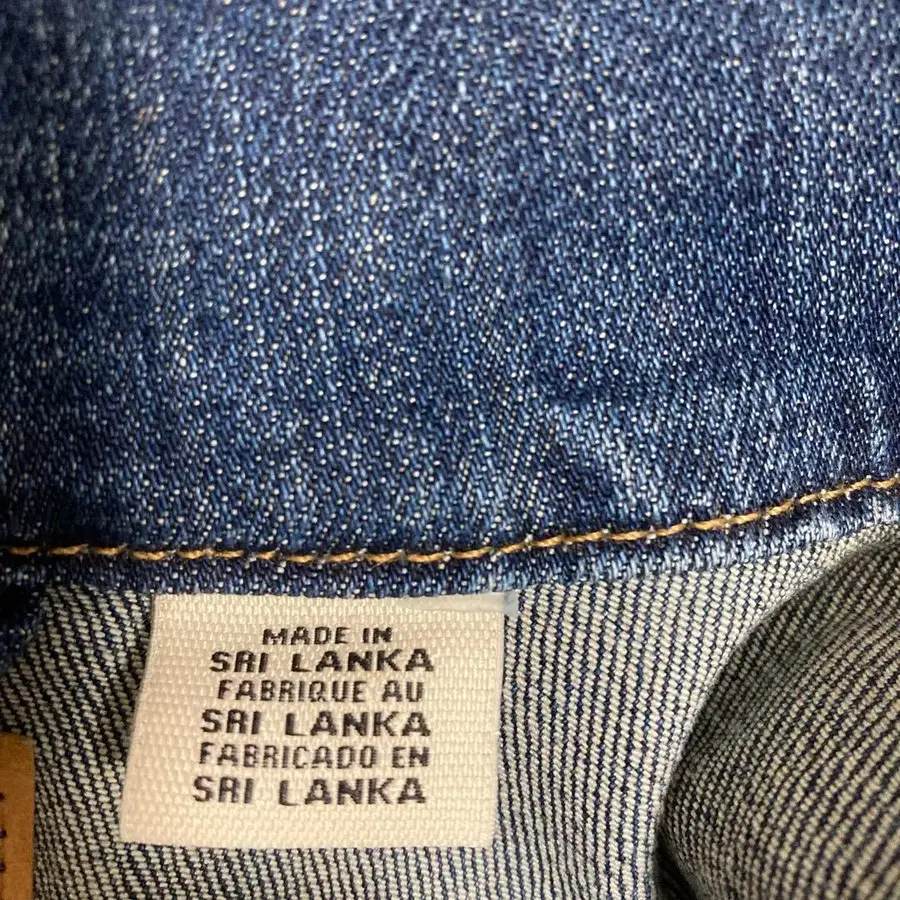 MADE IN
SRI LANKA
FABRIQUE AU
SRI LANKA
FABRICADO EN
SRI LANKA